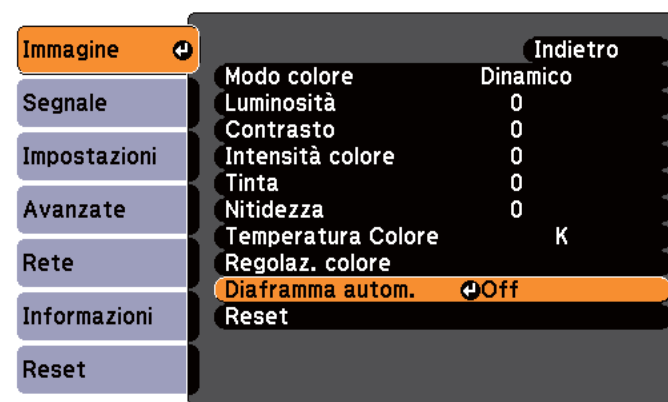 Immagine
Segnale
Impostazioni
Avanzate
Rete
Informazioni
Reset
Indietro
Modo colore Dinamico
Luminosità 0
Contrasto 0
Intensità colore 0
Tinta 0
Nitidezza 0
Temperatura Colore K
Regolaz. colore
Diaframma autom. Off
Reset